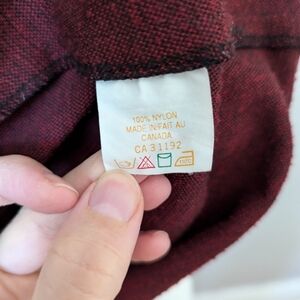 100% NYLON
MADE IN/FAIT AU
CANADA
CA 31192